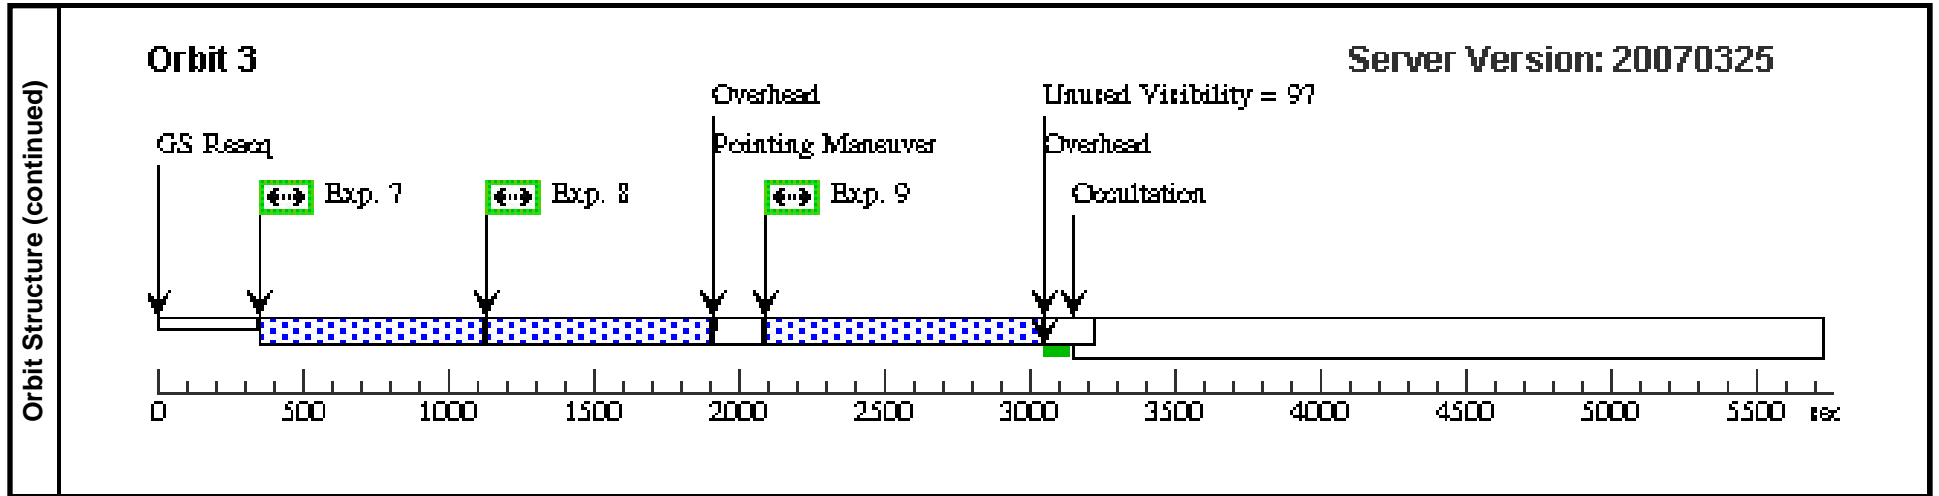 Orbit Structure (continued)
Orbit 3
Server Version: 20070325
Overhead
Unused Visibility = 97
GS Reacq
Pointing Maneuver
Overhead
Exp. 7
Exp. 8
Exp. 9
Occultation
0 500 1000 1500 2000 2500 3000 3500 4000 4500 5000 5500 sec